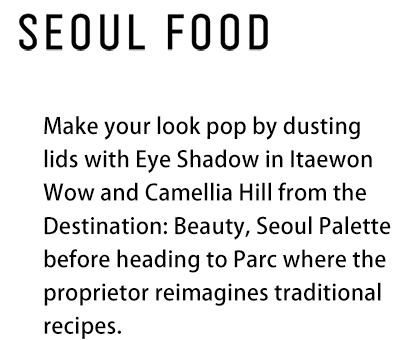 SEOUL FOOD
Make your look pop by dusting
lids with Eye Shadow in Itaewon
Wow and Camellia Hill from the
Destination: Beauty, Seoul Palette
before heading to Parc where the
proprietor reimagines traditional
recipes.